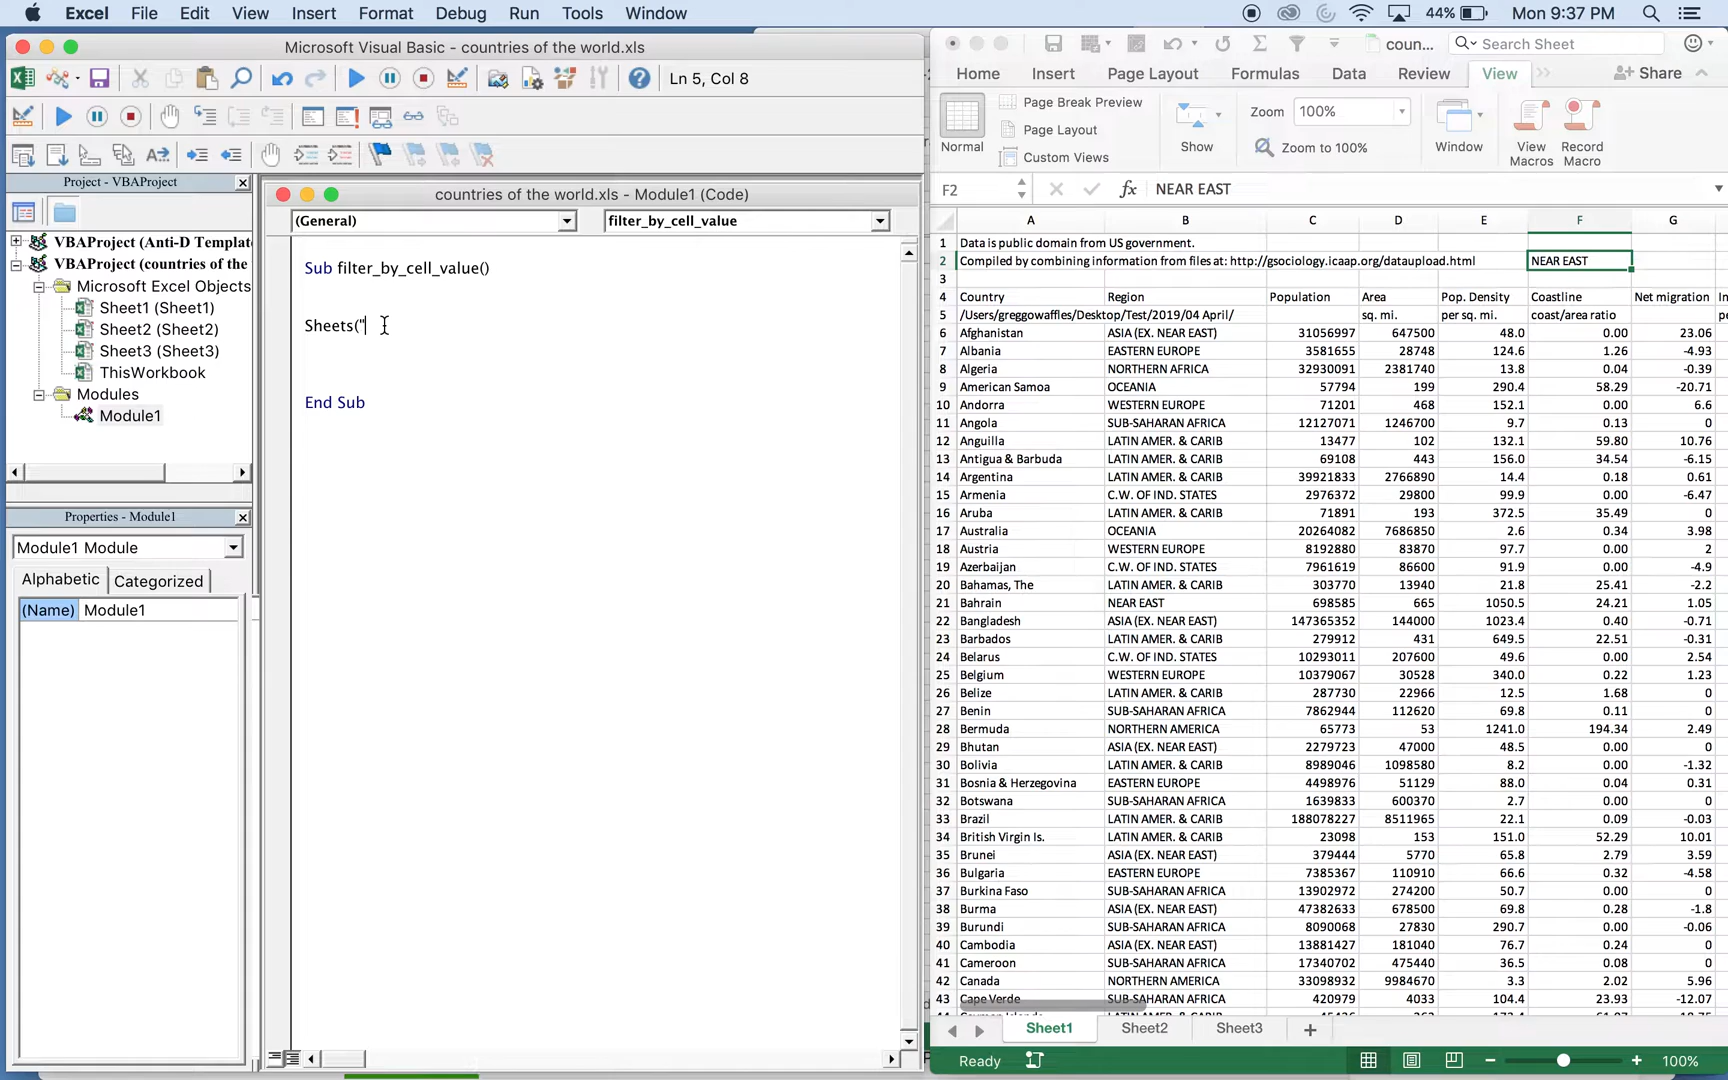 Excel File Edit View Insert Format Debug Run Tools Window 44% Mon 9:37 PM
Microsoft Visual Basic - countries of the world.xls
Ln 5, Col 8
Project - VBAProject
VBAProject (Anti-D Templat
VBAProject (countries of the
Microsoft Excel Objects
Sheet1 (Sheet1)
Sheet2 (Sheet2)
Sheet3 (Sheet3)
ThisWorkbook
Modules
Module1
Properties - Module1
Module1 Module
Alphabetic Categorized
(Name) Module1
countries of the world.xls - Module1 (Code)
(General) filter_by_cell_value
Sub filter_by_cell_value()
Sheets("
End Sub
coun... Search Sheet
Home Insert Page Layout Formulas Data Review View Share
Normal Page Break Preview Page Layout Custom Views Show Zoom 100% Zoom to 100% Window View Macros Record Macro
F2 fx NEAR EAST
A B C D E F G
1 Data is public domain from US government.
2 Compiled by combining information from files at: http://gsociology.icaap.org/dataupload.html NEAR EAST
3
4 Country Region Population Area Pop. Density Coastline Net migration In
5 /Users/greggowaffles/Desktop/Test/2019/04 April/ sq. mi. per sq. mi. coast/area ratio
6 Afghanistan ASIA (EX. NEAR EAST) 31056997 647500 48.0 0.00 23.06
7 Albania EASTERN EUROPE 3581655 28748 124.6 1.26 -4.93
8 Algeria NORTHERN AFRICA 32930091 2381740 13.8 0.04 -0.39
9 American Samoa OCEANIA 57794 199 290.4 58.29 -20.71
10 Andorra WESTERN EUROPE 71201 468 152.1 0.00 6.6
11 Angola SUB-SAHARAN AFRICA 12127071 1246700 9.7 0.13 0
12 Anguilla LATIN AMER. & CARIB 13477 102 132.1 59.80 10.76
13 Antigua & Barbuda LATIN AMER. & CARIB 69108 443 156.0 34.54 -6.15
14 Argentina LATIN AMER. & CARIB 39921833 2766890 14.4 0.18 0.61
15 Armenia C.W. OF IND. STATES 2976372 29800 99.9 0.00 -6.47
16 Aruba LATIN AMER. & CARIB 71891 193 372.5 35.49 0
17 Australia OCEANIA 20264082 7686850 2.6 0.34 3.98
18 Austria WESTERN EUROPE 8192880 83870 97.7 0.00 2
19 Azerbaijan C.W. OF IND. STATES 7961619 86600 91.9 0.00 -4.9
20 Bahamas, The LATIN AMER. & CARIB 303770 13940 21.8 25.41 -2.2
21 Bahrain NEAR EAST 698585 665 1050.5 24.21 1.05
22 Bangladesh ASIA (EX. NEAR EAST) 147365352 144000 1023.4 0.40 -0.71
23 Barbados LATIN AMER. & CARIB 279912 431 649.5 22.51 -0.31
24 Belarus C.W. OF IND. STATES 10293011 207600 49.6 0.00 2.54
25 Belgium WESTERN EUROPE 10379067 30528 340.0 0.22 1.23
26 Belize LATIN AMER. & CARIB 287730 22966 12.5 1.68 0
27 Benin SUB-SAHARAN AFRICA 7862944 112620 69.8 0.11 0
28 Bermuda NORTHERN AMERICA 65773 53 1241.0 194.34 2.49
29 Bhutan ASIA (EX. NEAR EAST) 2279723 47000 48.5 0.00 0
30 Bolivia LATIN AMER. & CARIB 8989046 1098580 8.2 0.00 -1.32
31 Bosnia & Herzegovina EASTERN EUROPE 4498976 51129 88.0 0.04 0.31
32 Botswana SUB-SAHARAN AFRICA 1639833 600370 2.7 0.00 0
33 Brazil LATIN AMER. & CARIB 188078227 8511965 22.1 0.09 -0.03
34 British Virgin Is. LATIN AMER. & CARIB 23098 153 151.0 52.29 10.01
35 Brunei ASIA (EX. NEAR EAST) 379444 5770 65.8 2.79 3.59
36 Bulgaria EASTERN EUROPE 7385367 110910 66.6 0.32 -4.58
37 Burkina Faso SUB-SAHARAN AFRICA 13902972 274200 50.7 0.00 0
38 Burma ASIA (EX. NEAR EAST) 47382633 678500 69.8 0.28 -1.8
39 Burundi SUB-SAHARAN AFRICA 8090068 27830 290.7 0.00 -0.06
40 Cambodia ASIA (EX. NEAR EAST) 13881427 181040 76.7 0.24 0
41 Cameroon SUB-SAHARAN AFRICA 17340702 475440 36.5 0.08 0
42 Canada NORTHERN AMERICA 33098932 9984670 3.3 2.02 5.96
43 Cape Verde SUB-SAHARAN AFRICA 420979 4033 104.4 23.93 -12.07
Sheet1 Sheet2 Sheet3
Ready 100%